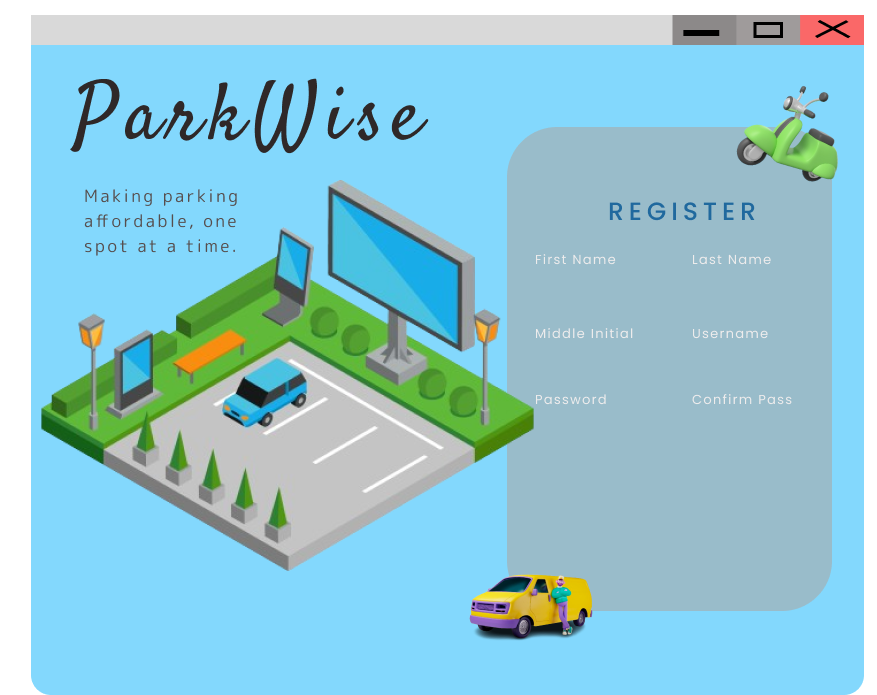 ParkWise
Making parking
affordable, one
spot at a time.
REGISTER
First Name Last Name
Middle Initial Username
Password Confirm Pass